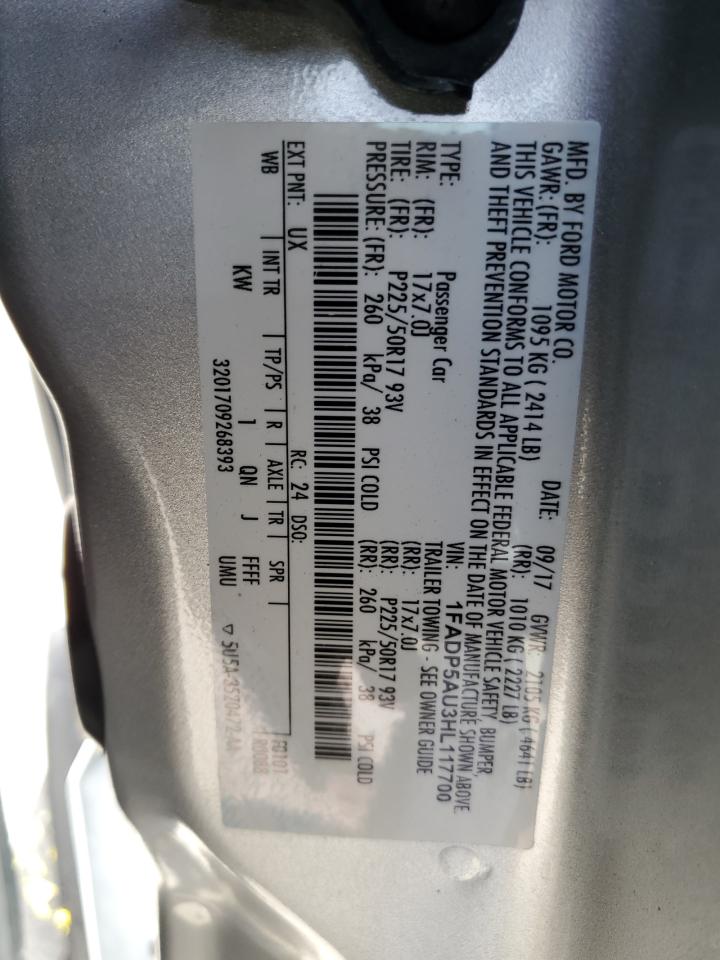 MFD. BY FORD MOTOR CO.
DATE: 09/17 GVWR: 2105 KG ( 4641 LB)
GAWR: (FR): 1095 KG ( 2414 LB) (RR): 1010 KG ( 2227 LB)
THIS VEHICLE CONFORMS TO ALL APPLICABLE FEDERAL MOTOR VEHICLE SAFETY, BUMPER,
AND THEFT PREVENTION STANDARDS IN EFFECT ON THE DATE OF MANUFACTURE SHOWN ABOVE
VIN: 1FADP5AU3HL117700
TYPE: Passenger Car TRAILER TOWING - SEE OWNER GUIDE
RIM: (FR): 17x7.0J (RR): 17x7.0J
TIRE: (FR): P225/50R17 93V (RR): P225/50R17 93V
PRESSURE: (FR): 260 kPa/ 38 PSI COLD (RR): 260 kPa/ 38 PSI COLD
EXT PNT: UX RC: 24 DSO:
WB INT TR TP/PS R AXLE TR SPR
KW 1 QN J FFFF
3201709268393 UMU
5U5A-3520472-AA